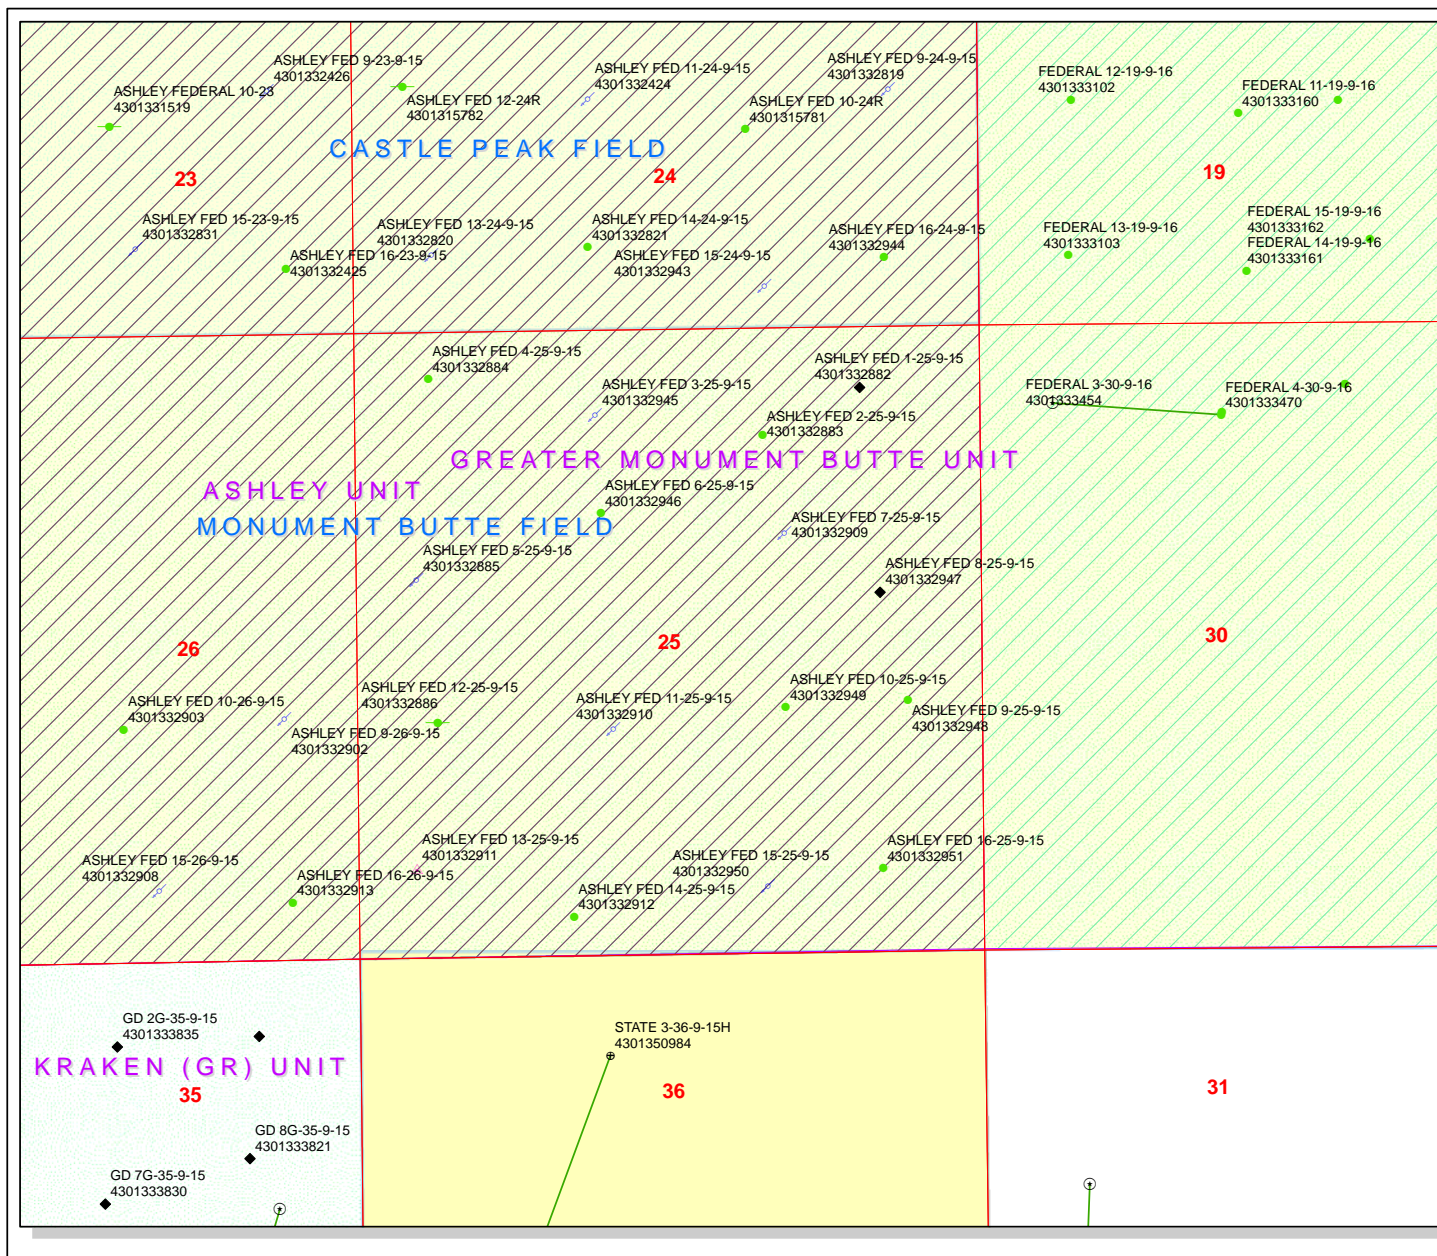 ASHLEY FED 9-23-9-15
4301332426
ASHLEY FEDERAL 10-23
4301331519
ASHLEY FED 12-24R
4301315782
ASHLEY FED 11-24-9-15
4301332424
ASHLEY FED 9-24-9-15
4301332819
ASHLEY FED 10-24R
4301315781
FEDERAL 12-19-9-16
4301333102
FEDERAL 11-19-9-16
4301333160
CASTLE PEAK FIELD
23
24
19
ASHLEY FED 15-23-9-15
4301332831
ASHLEY FED 13-24-9-15
4301332820
ASHLEY FED 16-23-9-15
4301332425
ASHLEY FED 14-24-9-15
4301332821
ASHLEY FED 15-24-9-15
4301332943
ASHLEY FED 16-24-9-15
4301332944
FEDERAL 13-19-9-16
4301333103
FEDERAL 15-19-9-16
4301333162
FEDERAL 14-19-9-16
4301333161
ASHLEY FED 4-25-9-15
4301332884
ASHLEY FED 3-25-9-15
4301332945
ASHLEY FED 1-25-9-15
4301332882
ASHLEY FED 2-25-9-15
4301332883
FEDERAL 3-30-9-16
4301333454
FEDERAL 4-30-9-16
4301333470
GREATER MONUMENT BUTTE UNIT
ASHLEY UNIT
MONUMENT BUTTE FIELD
ASHLEY FED 6-25-9-15
4301332946
ASHLEY FED 7-25-9-15
4301332909
ASHLEY FED 5-25-9-15
4301332885
ASHLEY FED 8-25-9-15
4301332947
26
25
30
ASHLEY FED 10-26-9-15
4301332903
ASHLEY FED 9-26-9-15
4301332902
ASHLEY FED 12-25-9-15
4301332886
ASHLEY FED 11-25-9-15
4301332910
ASHLEY FED 10-25-9-15
4301332949
ASHLEY FED 9-25-9-15
4301332948
ASHLEY FED 15-26-9-15
4301332908
ASHLEY FED 16-26-9-15
4301332913
ASHLEY FED 13-25-9-15
4301332911
ASHLEY FED 14-25-9-15
4301332912
ASHLEY FED 15-25-9-15
4301332950
ASHLEY FED 16-25-9-15
4301332951
GD 2G-35-9-15
4301333835
KRAKEN (GR) UNIT
35
STATE 3-36-9-15H
4301350984
36
31
GD 8G-35-9-15
4301333821
GD 7G-35-9-15
4301333830